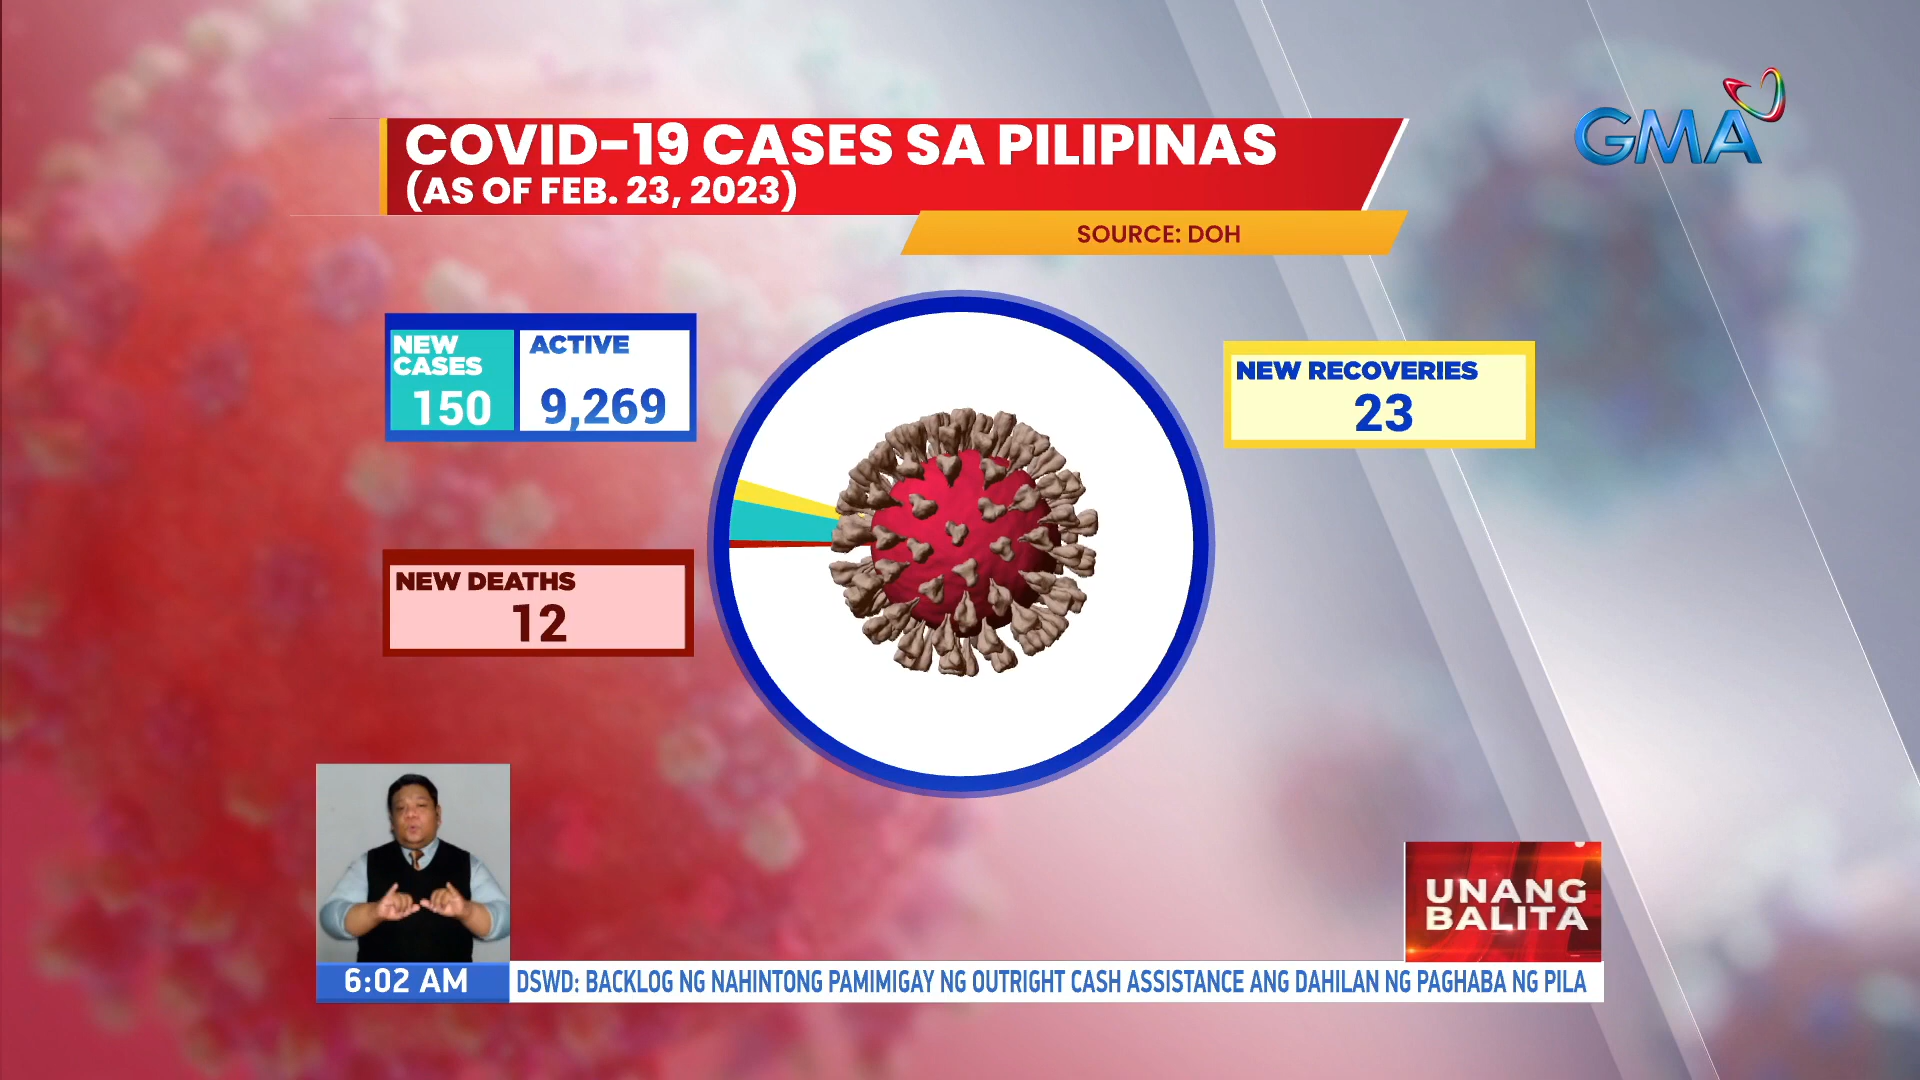 COVID-19 CASES SA PILIPINAS
(AS OF FEB. 23, 2023)
SOURCE: DOH
GMA
NEW
CASES
150
ACTIVE
9,269
NEW RECOVERIES
23
NEW DEATHS
12
UNANG
BALITA
6:02 AM
DSWD: BACKLOG NG NAHINTONG PAMIMIGAY NG OUTRIGHT CASH ASSISTANCE ANG DAHILAN NG PAGHABA NG PILA